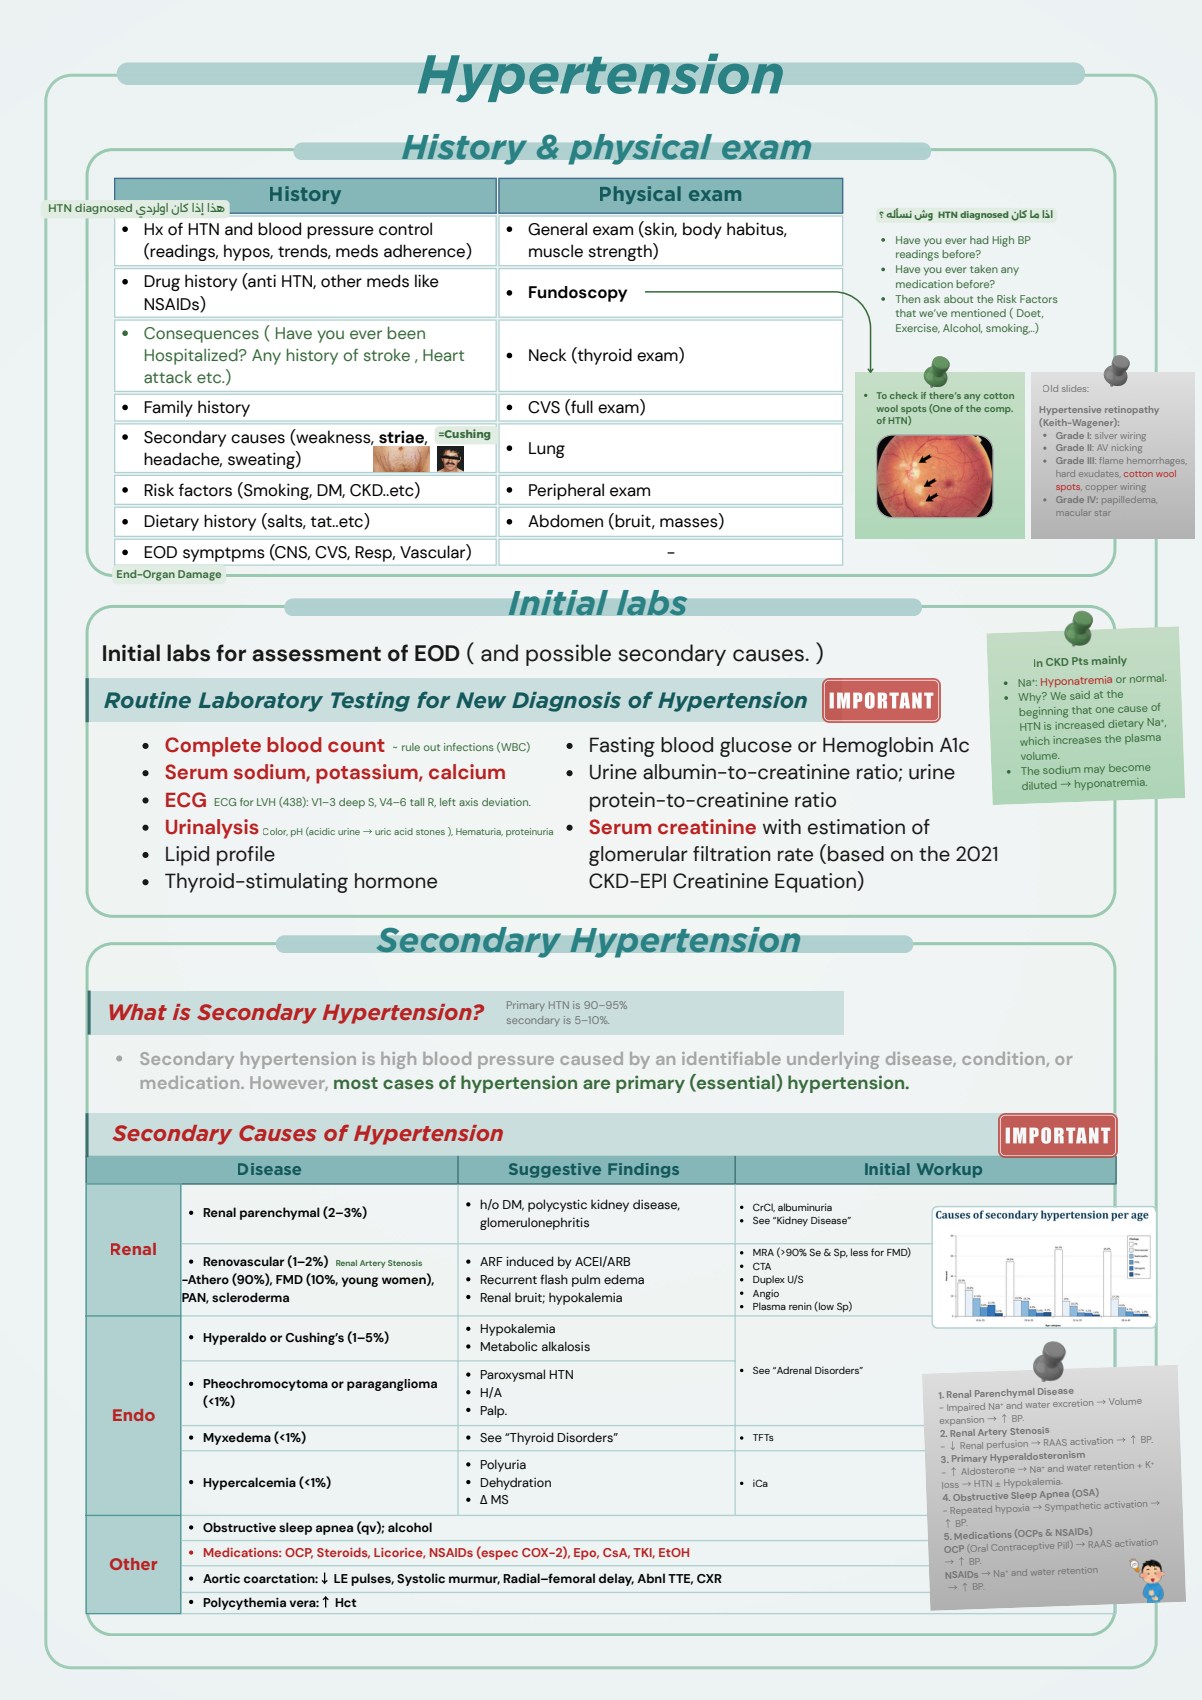 Hypertension
History & physical exam
History
Physical exam
هذا إذا كان اولردي HTN diagnosed
• Hx of HTN and blood pressure control
(readings, hypos, trends, meds adherence)
• General exam (skin, body habitus,
muscle strength)
• Drug history (anti HTN, other meds like
NSAIDs)
• Fundoscopy
• Consequences ( Have you ever been
Hospitalized? Any history of stroke , Heart
attack etc.)
• Neck (thyroid exam)
• Family history
• CVS (full exam)
• Secondary causes (weakness, striae,
headache, sweating)
=Cushing
• Lung
• Risk factors (Smoking, DM, CKD..etc)
• Peripheral exam
• Dietary history (salts, tat..etc)
• Abdomen (bruit, masses)
• EOD symptpms (CNS, CVS, Resp, Vascular)
-
End-Organ Damage
اذا ما كان HTN diagnosed وش نسأله ؟
• Have you ever had High BP
readings before?
• Have you ever taken any
medication before?
• Then ask about the Risk Factors
that we've mentioned ( Doet,
Exercise, Alcohol, smoking,..)
• To check if there's any cotton
wool spots (One of the comp.
of HTN)
Old slides:
Hypertensive retinopathy
(Keith-Wagener):
• Grade I: silver wiring
• Grade II: AV nicking
• Grade III: flame hemorrhages,
hard exudates, cotton wool
spots, copper wiring
• Grade IV: papilledema,
macular star
Initial labs
Initial labs for assessment of EOD ( and possible secondary causes. )
Routine Laboratory Testing for New Diagnosis of Hypertension
IMPORTANT
• Complete blood count - rule out infections (WBC)
• Serum sodium, potassium, calcium
• ECG ECG for LVH (438): V1-3 deep S, V4-6 tall R, left axis deviation.
• Urinalysis Color, pH (acidic urine → uric acid stones ), Hematuria, proteinuria
• Lipid profile
• Thyroid-stimulating hormone
• Fasting blood glucose or Hemoglobin A1c
• Urine albumin-to-creatinine ratio; urine
protein-to-creatinine ratio
• Serum creatinine with estimation of
glomerular filtration rate (based on the 2021
CKD-EPI Creatinine Equation)
In CKD Pts mainly
• Na⁺: Hyponatremia or normal.
• Why? We said at the
beginning that one cause of
HTN is increased dietary Na⁺,
which increases the plasma
volume.
• The sodium may become
diluted → hyponatremia.
Secondary Hypertension
What is Secondary Hypertension?
Primary HTN is 90-95%
secondary is 5-10%.
• Secondary hypertension is high blood pressure caused by an identifiable underlying disease, condition, or
medication. However, most cases of hypertension are primary (essential) hypertension.
Secondary Causes of Hypertension
IMPORTANT
Disease
Suggestive Findings
Initial Workup
Renal
• Renal parenchymal (2-3%)
• h/o DM, polycystic kidney disease,
glomerulonephritis
• CrCl, albuminuria
• See “Kidney Disease”
• Renovascular (1-2%) Renal Artery Stenosis
-Athero (90%), FMD (10%, young women),
PAN, scleroderma
• ARF induced by ACEI/ARB
• Recurrent flash pulm edema
• Renal bruit; hypokalemia
• MRA (>90% Se & Sp, less for FMD)
• CTA
• Duplex U/S
• Angio
• Plasma renin (low Sp)
Endo
• Hyperaldo or Cushing's (1-5%)
• Hypokalemia
• Metabolic alkalosis
• See “Adrenal Disorders”
• Pheochromocytoma or paraganglioma
(<1%)
• Paroxysmal HTN
• H/A
• Palp.
• Myxedema (<1%)
• See “Thyroid Disorders”
• TFTs
• Hypercalcemia (<1%)
• Polyuria
• Dehydration
• Δ MS
• iCa
Other
• Obstructive sleep apnea (qv); alcohol
• Medications: OCP, Steroids, Licorice, NSAIDs (espec COX-2), Epo, CsA, TKI, EtOH
• Aortic coarctation: ↓ LE pulses, Systolic murmur, Radial-femoral delay, Abnl TTE, CXR
• Polycythemia vera: ↑ Hct
Causes of secondary hypertension per age
1. Renal Parenchymal Disease
- Impaired Na⁺ and water excretion → Volume
expansion → ↑ BP.
2. Renal Artery Stenosis
- ↓ Renal perfusion → RAAS activation → ↑ BP.
3. Primary Hyperaldosteronism
- ↑ Aldosterone → Na⁺ and water retention + K⁺
loss → HTN ± Hypokalemia.
4. Obstructive Sleep Apnea (OSA)
- Repeated hypoxia → Sympathetic activation →
↑ BP.
5. Medications (OCPs & NSAIDs)
OCP (Oral Contraceptive Pill) → RAAS activation
→ ↑ BP.
NSAIDs → Na⁺ and water retention
→ ↑ BP.